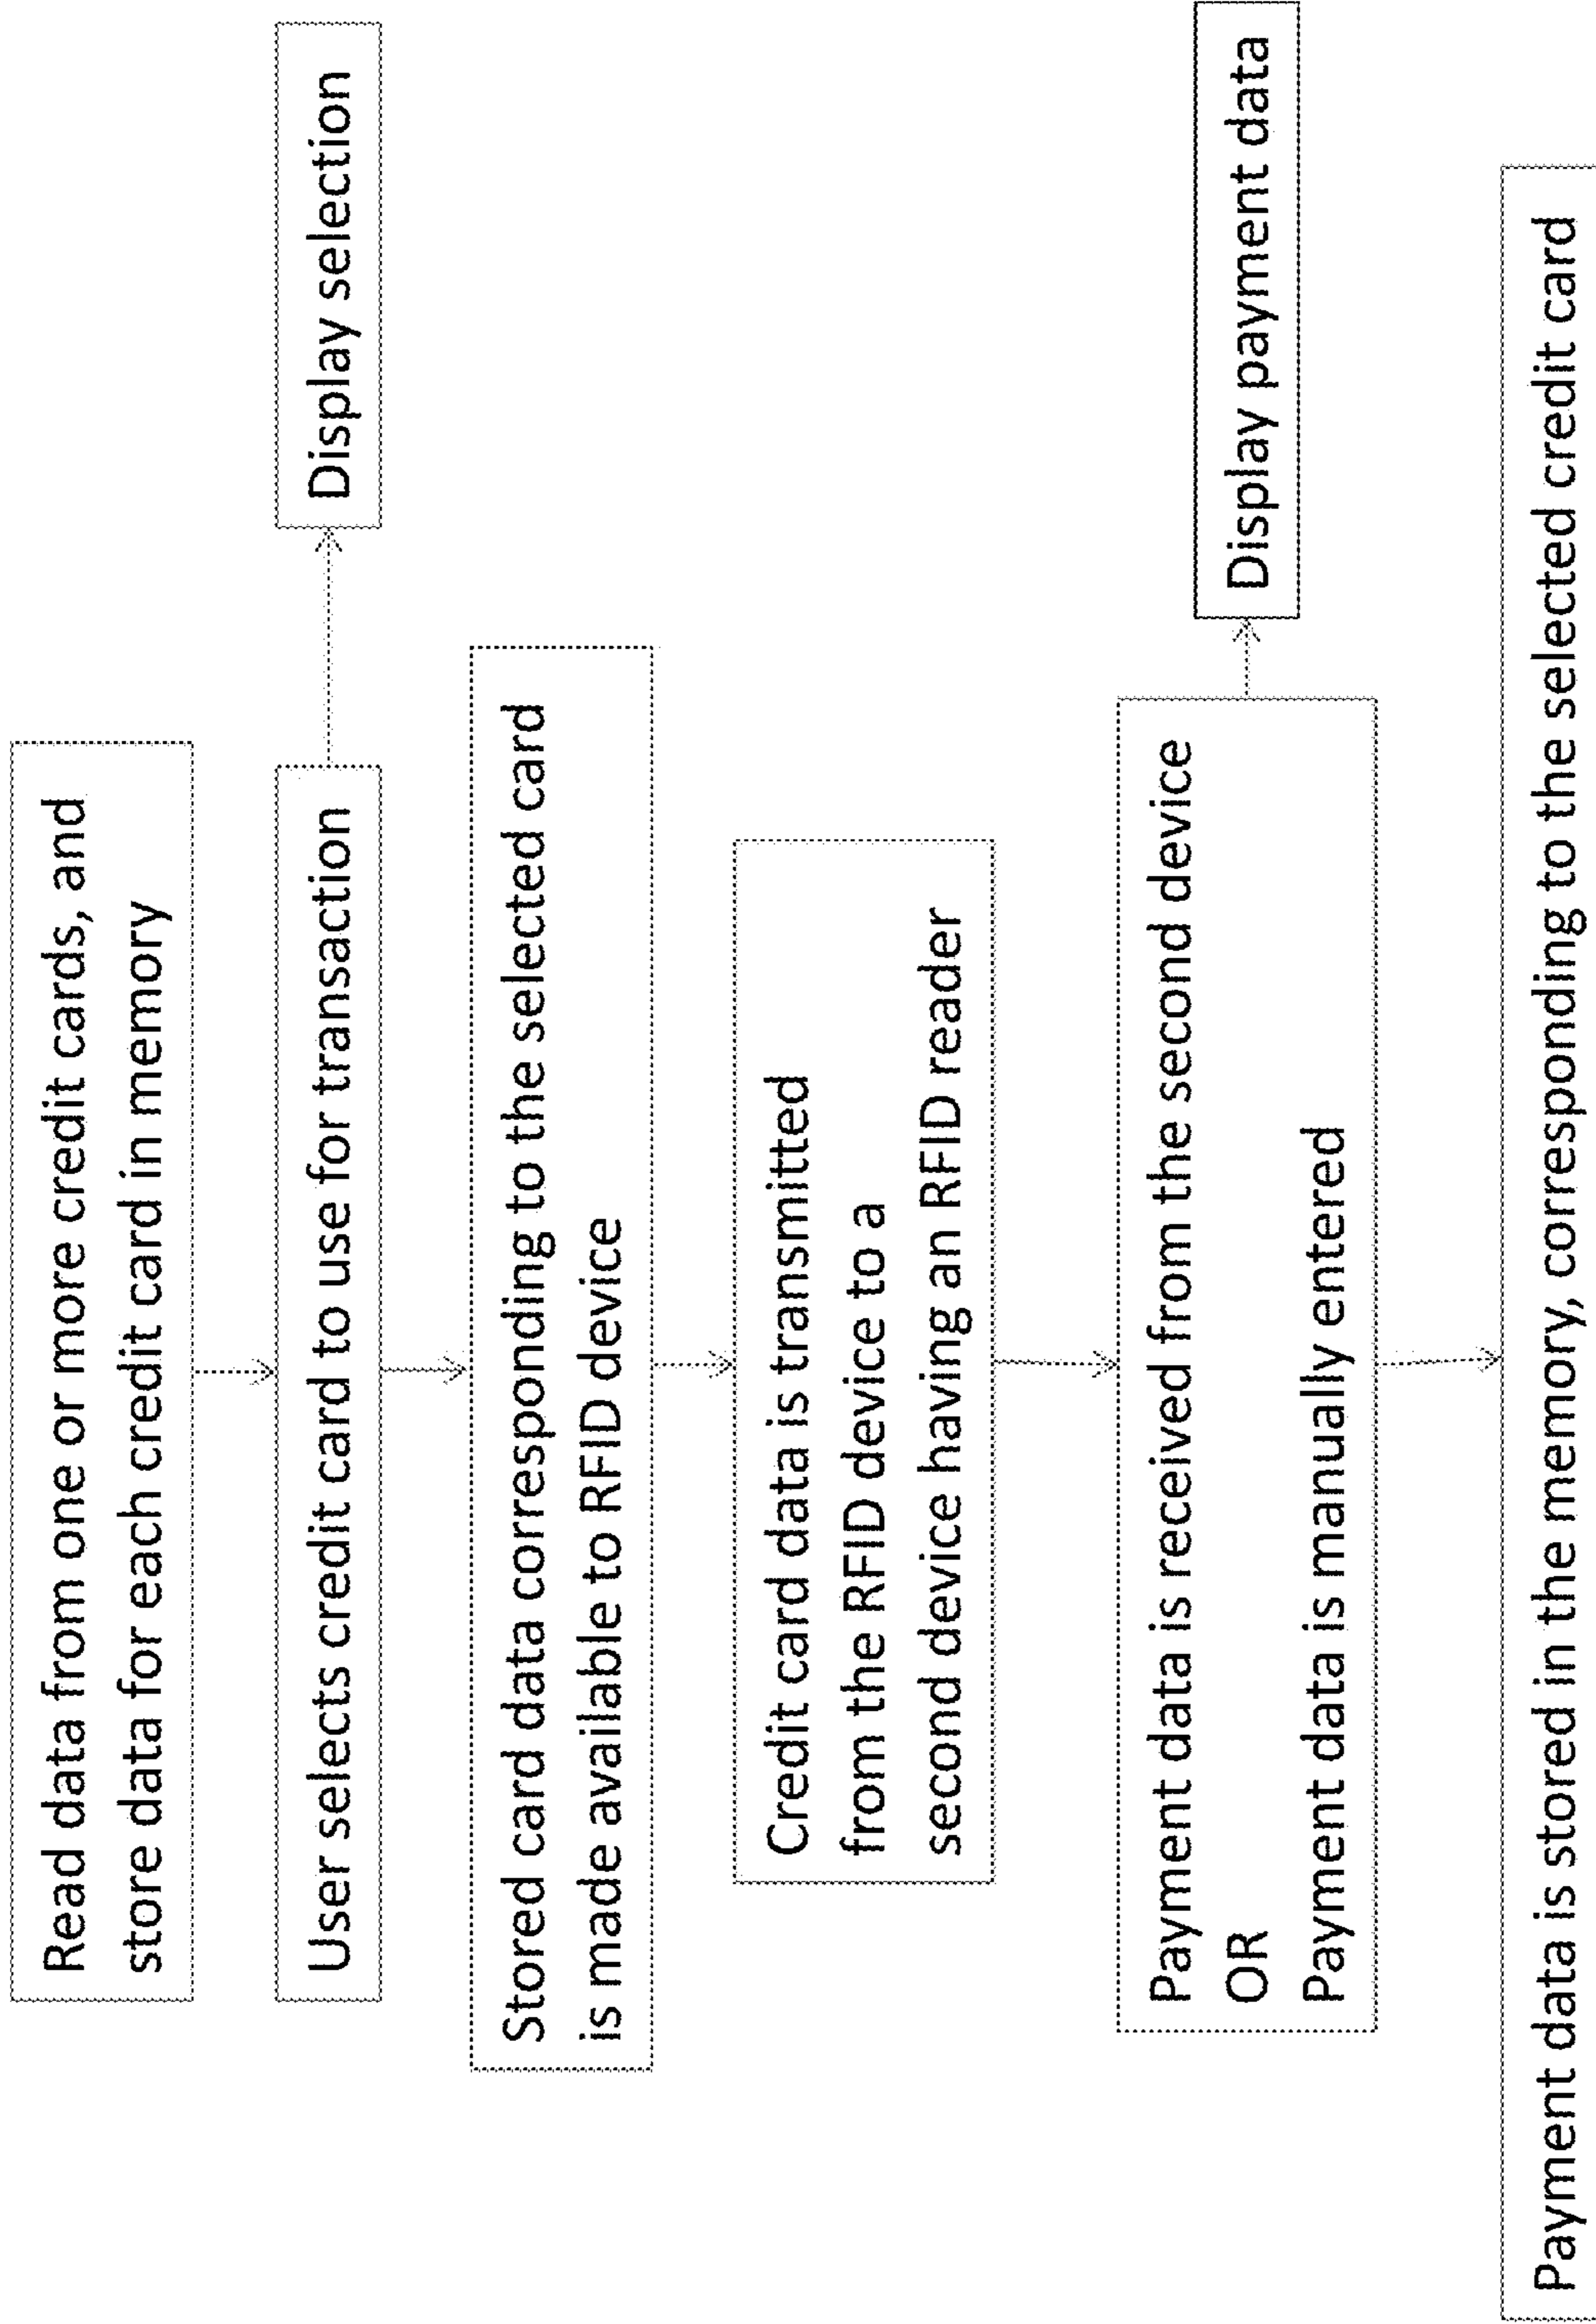 Read data from one or more credit cards, and
store data for each credit card in memory
User selects credit card to use for transaction
Display selection
Stored card data corresponding to the selected card
is made available to RFID device
Credit card data is transmitted
from the RFID device to a
second device having an RFID reader
Payment data is received from the second device
OR
Payment data is manually entered
Display payment data
Payment data is stored in the memory, corresponding to the selected credit card